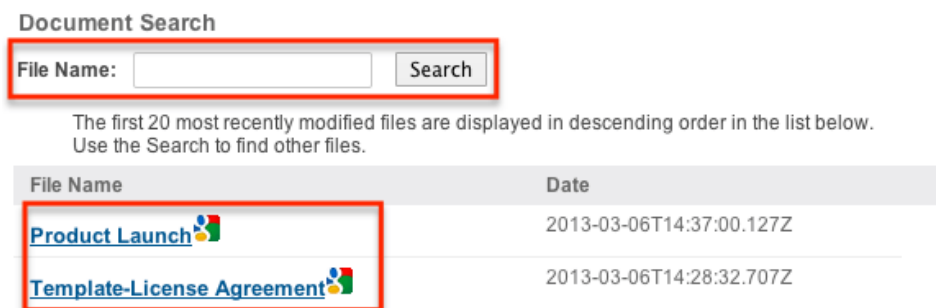 Document Search
File Name: Search
The first 20 most recently modified files are displayed in descending order in the list below.
Use the Search to find other files.
File Name Date
Product Launch 2013-03-06T14:37:00.127Z
Template-License Agreement 2013-03-06T14:28:32.707Z